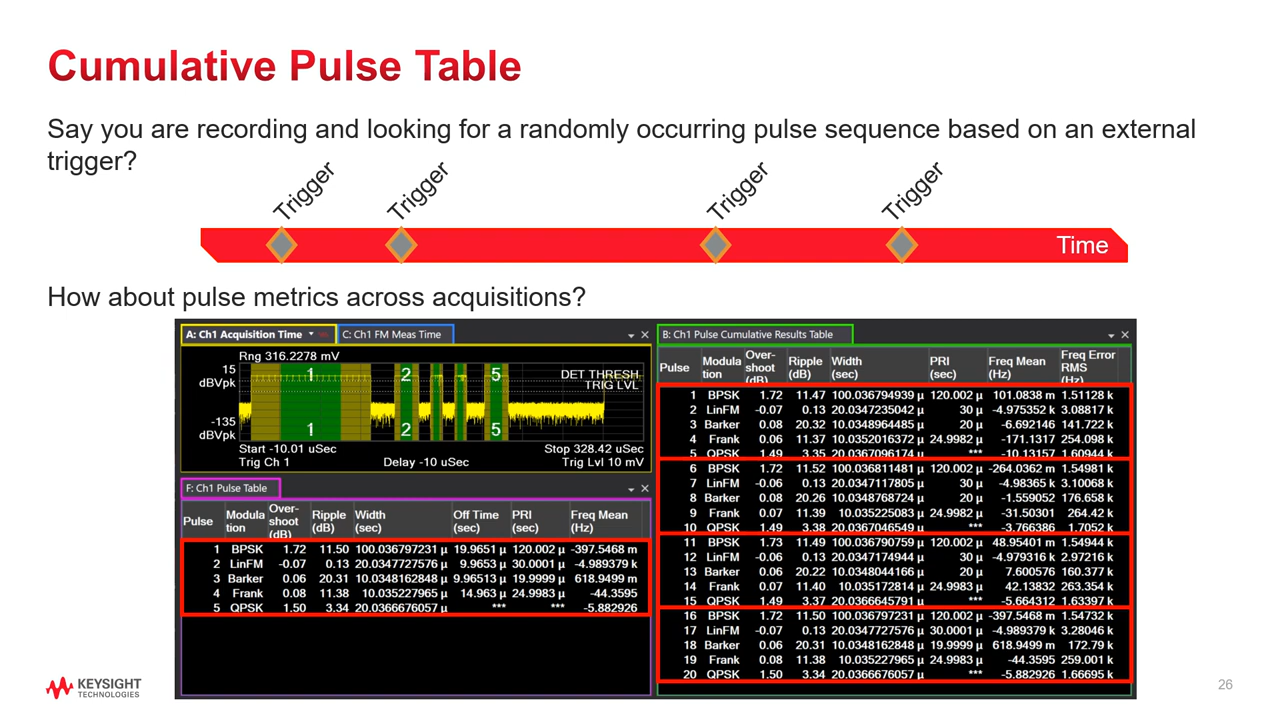 Cumulative Pulse Table
Say you are recording and looking for a randomly occurring pulse sequence based on an external
trigger?
Trigger
Trigger
Trigger
Trigger
Time
How about pulse metrics across acquisitions?
A: Ch1 Acquisition Time
C: Ch1 FM Meas Time
Rng 316.2278 mV
15
dBVpk
DET THRESH
TRIG LVL
1 2 5
1 2 5
-135
dBVpk
Start -10.01 uSec Stop 328.42 uSec
Trig Ch 1 Delay -10 uSec Trig Lvl 10 mV
F: Ch1 Pulse Table
Pulse Modulation Over-shoot (dB) Ripple (dB) Width (sec) Off Time (sec) PRI (sec) Freq Mean (Hz)
1 BPSK 1.72 11.50 100.036797231 µ 19.9651 µ 120.002 µ -397.5468 m
2 LinFM -0.07 0.13 20.0347727576 µ 9.9653 µ 30.0001 µ -4.989379 k
3 Barker 0.06 20.31 10.0348162848 µ 9.96513 µ 19.9999 µ 618.9499 m
4 Frank 0.08 11.38 10.035227965 µ 14.963 µ 24.9983 µ -44.3595
5 QPSK 1.50 3.34 20.0366676057 µ *** *** -5.882926
B: Ch1 Pulse Cumulative Results Table
Pulse Modulation Over-shoot (dB) Ripple (dB) Width (sec) PRI (sec) Freq Mean (Hz) Freq Error RMS (Hz)
1 BPSK 1.72 11.47 100.036794939 µ 120.002 µ 101.0838 m 1.51128 k
2 LinFM -0.07 0.13 20.0347235042 µ 30 µ -4.975352 k 3.08817 k
3 Barker 0.08 20.32 10.0348964485 µ 20 µ -6.692146 141.722 k
4 Frank 0.06 11.37 10.0352016372 µ 24.9982 µ -171.1317 254.098 k
5 QPSK 1.49 3.35 20.0367096174 µ *** -10.13157 1.60944 k
6 BPSK 1.72 11.52 100.036811481 µ 120.002 µ -264.0362 m 1.54981 k
7 LinFM -0.06 0.13 20.0347117805 µ 30 µ -4.98365 k 3.10068 k
8 Barker 0.08 20.26 10.0348768724 µ 20 µ -1.559052 176.658 k
9 Frank 0.07 11.39 10.035225083 µ 24.9982 µ -31.50301 264.42 k
10 QPSK 1.49 3.38 20.0367046549 µ *** -3.766386 1.7052 k
11 BPSK 1.73 11.49 100.036790759 µ 120.002 µ 48.95401 m 1.54944 k
12 LinFM -0.06 0.13 20.0347174944 µ 30 µ -4.979316 k 2.97216 k
13 Barker 0.06 20.22 10.0348044166 µ 20 µ 7.600576 160.377 k
14 Frank 0.07 11.40 10.035172814 µ 24.9983 µ 42.13832 263.354 k
15 QPSK 1.49 3.37 20.0366645791 µ *** -5.664312 1.63397 k
16 BPSK 1.72 11.50 100.036797231 µ 120.002 µ -397.5468 m 1.54732 k
17 LinFM -0.07 0.13 20.0347727576 µ 30.0001 µ -4.989379 k 3.28046 k
18 Barker 0.06 20.31 10.0348162848 µ 19.9999 µ 618.9499 m 172.79 k
19 Frank 0.08 11.38 10.035227965 µ 24.9983 µ -44.3595 259.001 k
20 QPSK 1.50 3.34 20.0366676057 µ *** -5.882926 1.66695 k
KEYSIGHT
TECHNOLOGIES
26